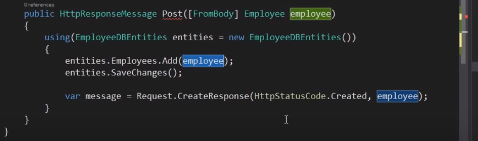 0 references
public HttpResponseMessage Post([FromBody] Employee employee)
{
using(EmployeeDBEntities entities = new EmployeeDBEntities())
{
entities.Employees.Add(employee);
entities.SaveChanges();
var message = Request.CreateResponse(HttpStatusCode.Created, employee);
}
}
}